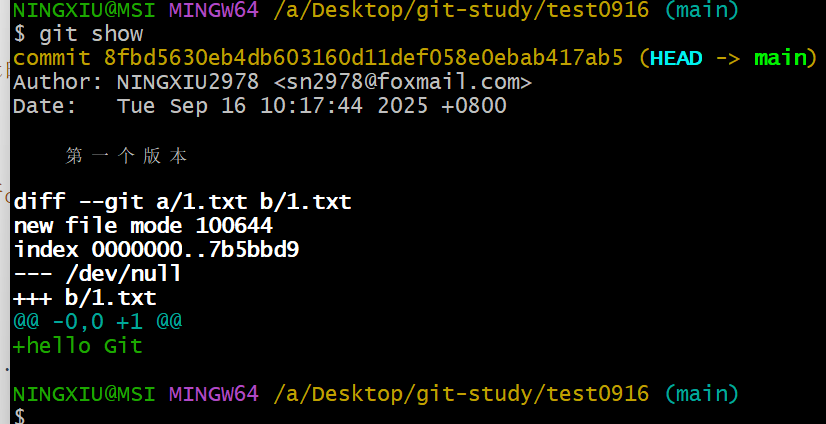 NINGXIU@MSI MINGW64 /a/Desktop/git-study/test0916 (main)
$ git show
commit 8fbd5630eb4db603160d11def058e0ebab417ab5 (HEAD -> main)
Author: NINGXIU2978 <sn2978@foxmail.com>
Date:   Tue Sep 16 10:17:44 2025 +0800
第一个版本
diff --git a/1.txt b/1.txt
new file mode 100644
index 0000000..7b5bbd9
--- /dev/null
+++ b/1.txt
@@ -0,0 +1 @@
+hello Git
NINGXIU@MSI MINGW64 /a/Desktop/git-study/test0916 (main)
$